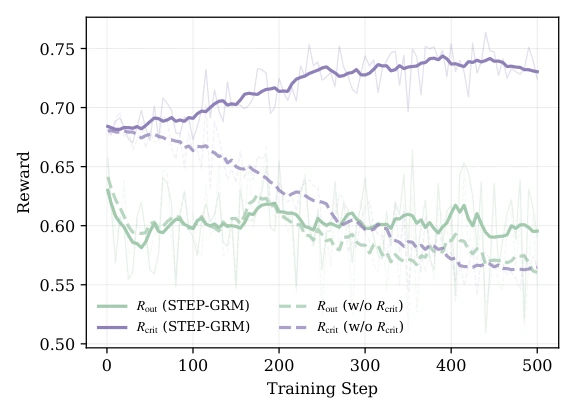 0.75
0.70
0.65
0.60
0.55
0.50
Reward
R_out (STEP-GRM)
R_crit (STEP-GRM)
R_out (w/o R_crit)
R_crit (w/o R_crit)
0 100 200 300 400 500
Training Step